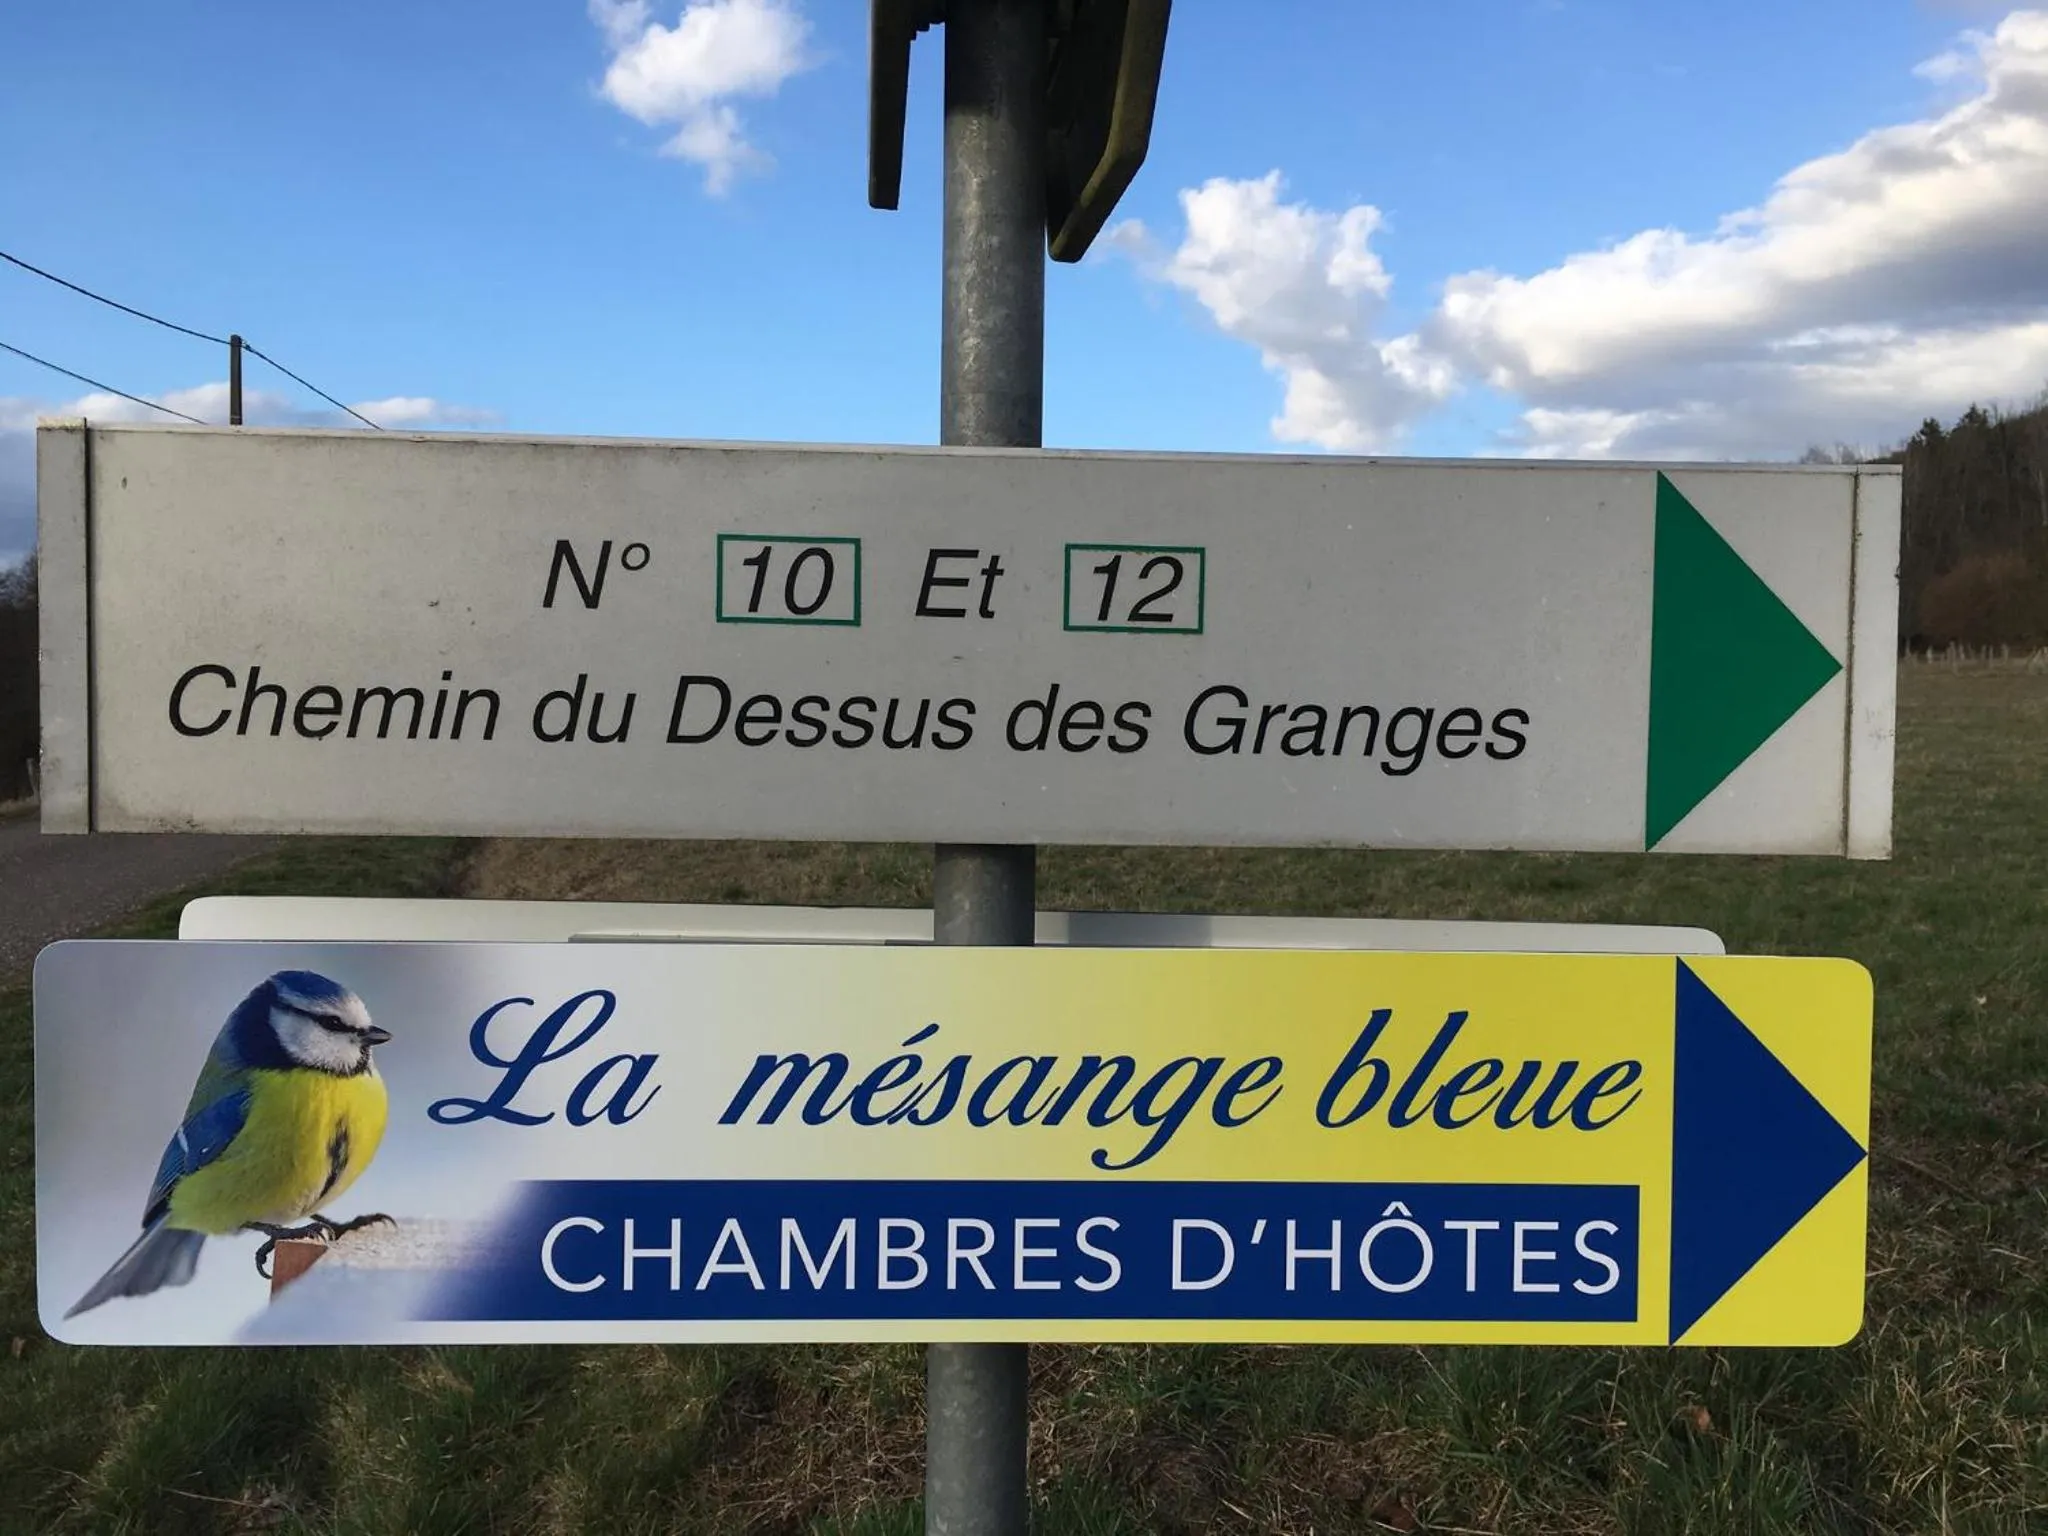 N° 10 Et 12
Chemin du Dessus des Granges
La mésange bleue
CHAMBRES D'HÔTES